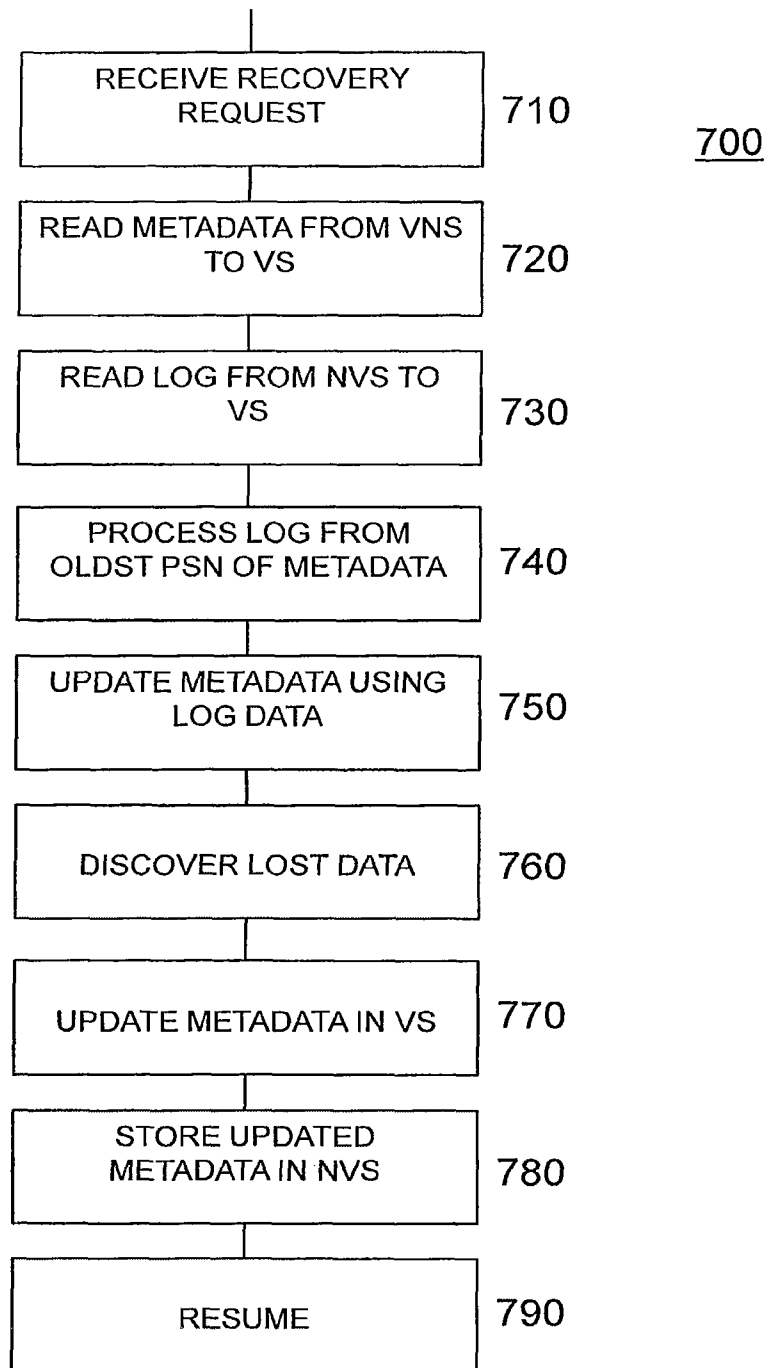 RECEIVE RECOVERY
REQUEST
710
700
READ METADATA FROM VNS
TO VS
720
READ LOG FROM NVS TO
VS
730
PROCESS LOG FROM
OLDST PSN OF METADATA
740
UPDATE METADATA USING
LOG DATA
750
DISCOVER LOST DATA
760
UPDATE METADATA IN VS
770
STORE UPDATED
METADATA IN NVS
780
RESUME
790